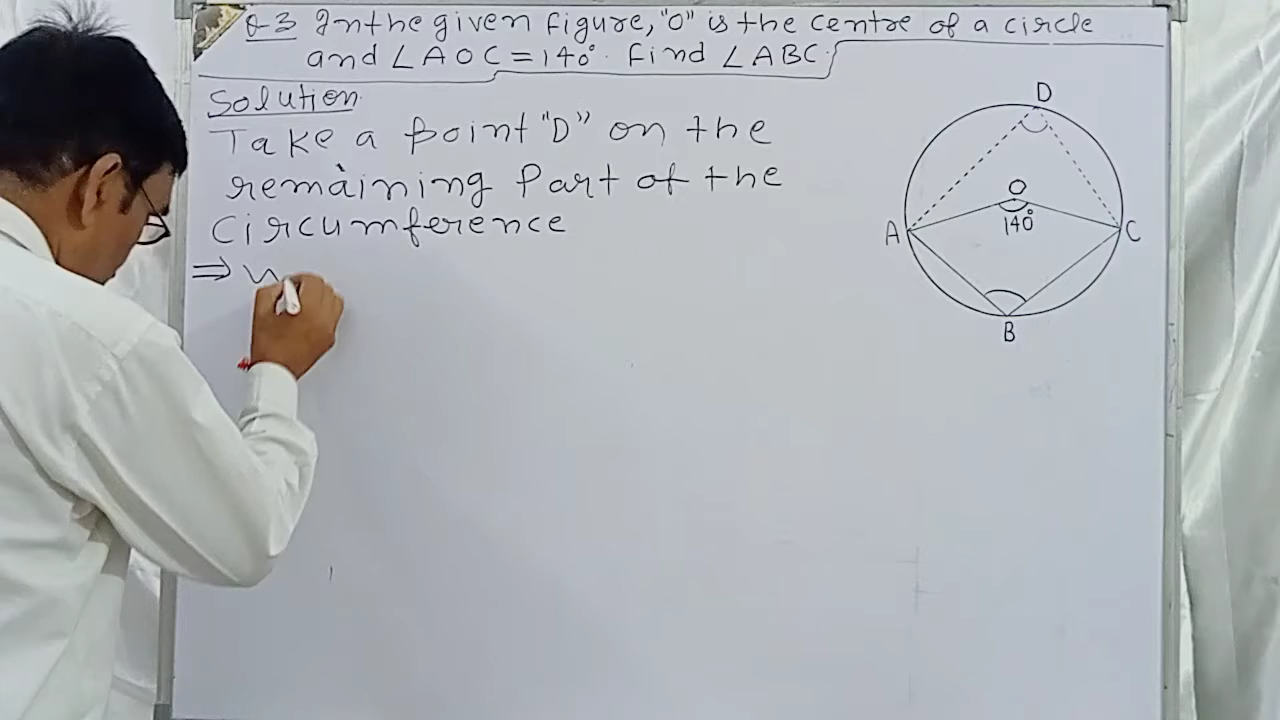 Q-3 In the given figure, "O" is the centre of a circle
and ∠AOC=140°. Find ∠ABC.
Solution.
Take a point "D" on the
remaining Part of the
Circumference
⇒ w
D
O
140°
A
C
B